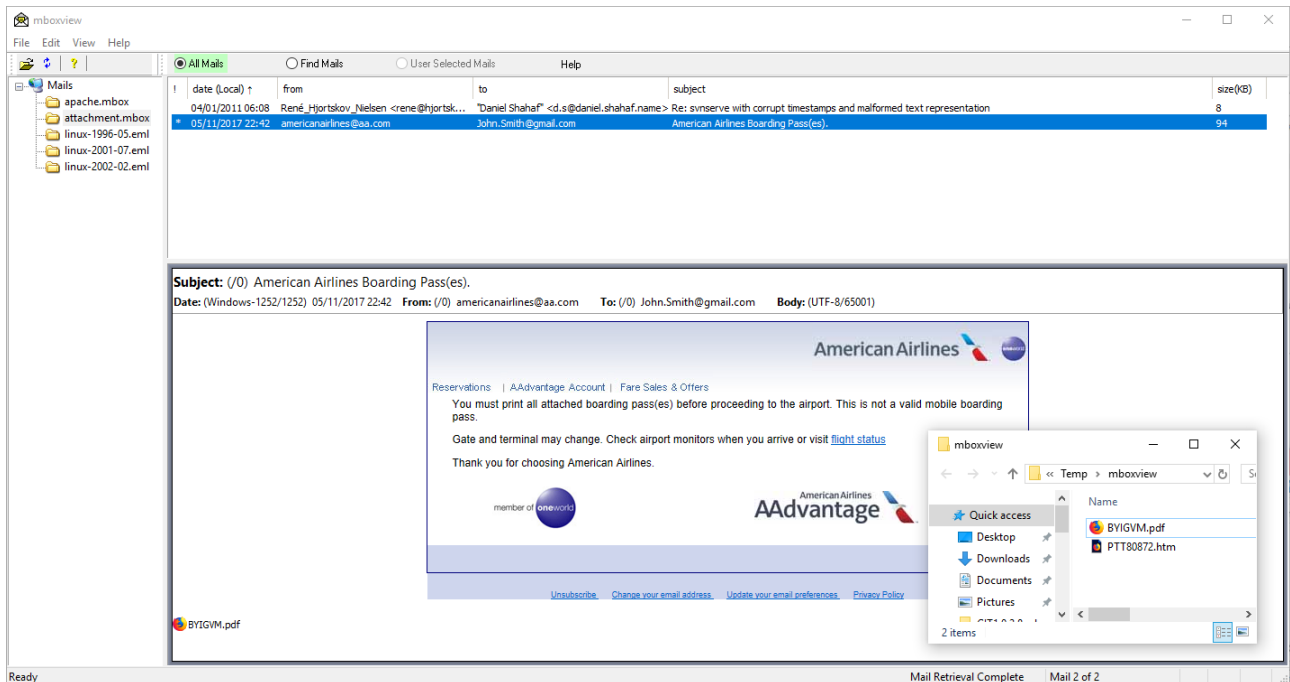 mboxview
File Edit View Help
All Mails Find Mails User Selected Mails Help
Mails
apache.mbox
attachment.mbox
linux-1996-05.eml
linux-2001-07.eml
linux-2002-02.eml
! date (Local) ↑ from to subject size(KB)
04/01/2011 06:08 René_Hjortskov_Nielsen <rene@hjortsk... "Daniel Shahaf" <d.s@daniel.shahaf.name> Re: svnserve with corrupt timestamps and malformed text representation 8
* 05/11/2017 22:42 americanairlines@aa.com John.Smith@gmail.com American Airlines Boarding Pass(es). 94
Subject: (/0) American Airlines Boarding Pass(es).
Date: (Windows-1252/1252) 05/11/2017 22:42 From: (/0) americanairlines@aa.com To: (/0) John.Smith@gmail.com Body: (UTF-8/65001)
American Airlines oneworld
Reservations | AAdvantage Account | Fare Sales & Offers
You must print all attached boarding pass(es) before proceeding to the airport. This is not a valid mobile boarding
pass.
Gate and terminal may change. Check airport monitors when you arrive or visit flight status
Thank you for choosing American Airlines.
member of oneworld
American Airlines
AAdvantage
Unsubscribe Change your email address Update your email preferences Privacy Policy
BYIGVM.pdf
mboxview
« Temp › mboxview
Name
Quick access
Desktop
Downloads
Documents
Pictures
BYIGVM.pdf
PTT80872.htm
2 items
Ready Mail Retrieval Complete Mail 2 of 2